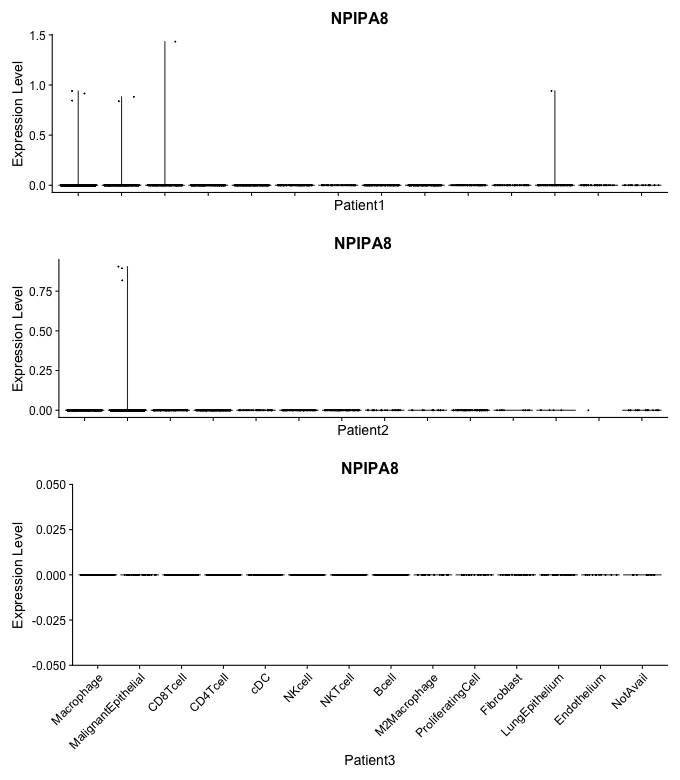 NPIPA8
Expression Level
1.5
1.0
0.5
0.0
Patient1
NPIPA8
Expression Level
0.75
0.50
0.25
0.00
Patient2
NPIPA8
Expression Level
0.050
0.025
0.000
-0.025
-0.050
Macrophage
MalignantEpithelial
CD8Tcell
CD4Tcell
cDC
NKcell
NKTcell
Bcell
M2Macrophage
ProliferatingCell
Fibroblast
LungEpithelium
Endothelium
NotAvail
Patient3